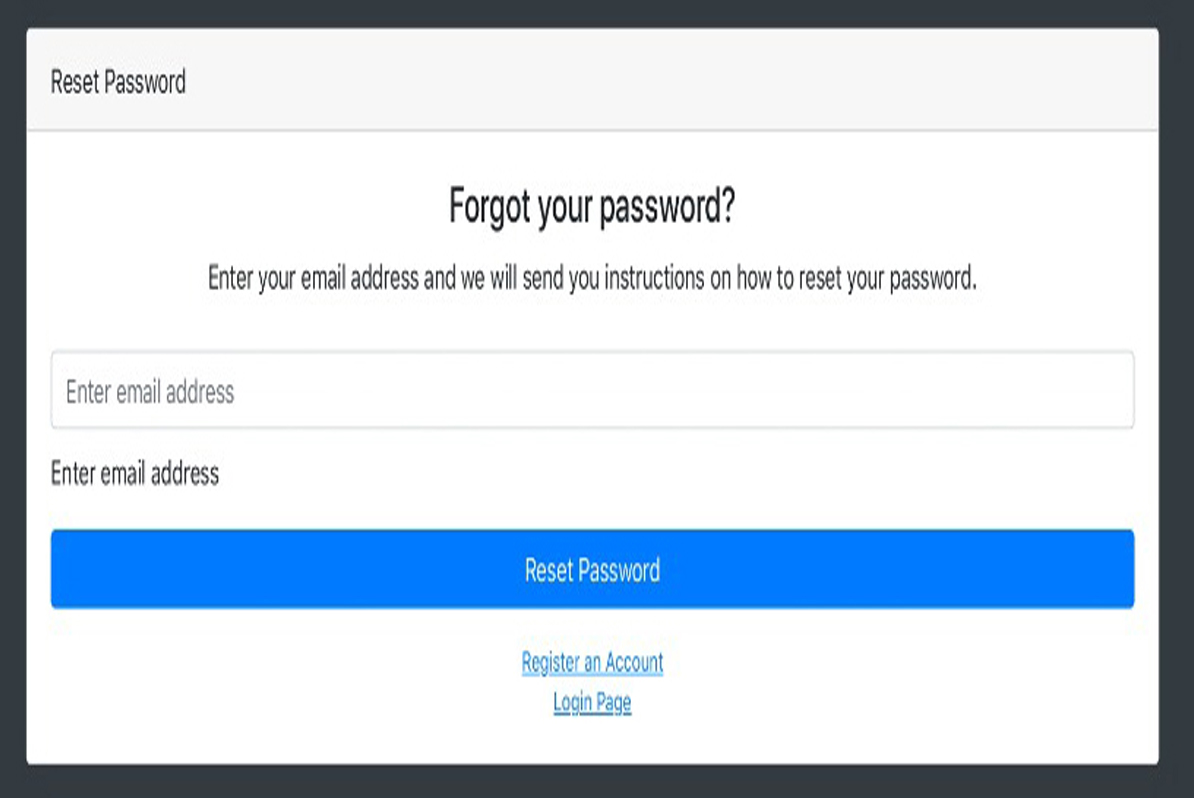 Reset Password
Forgot your password?
Enter your email address and we will send you instructions on how to reset your password.
Enter email address
Enter email address
Reset Password
Register an Account
Login Page